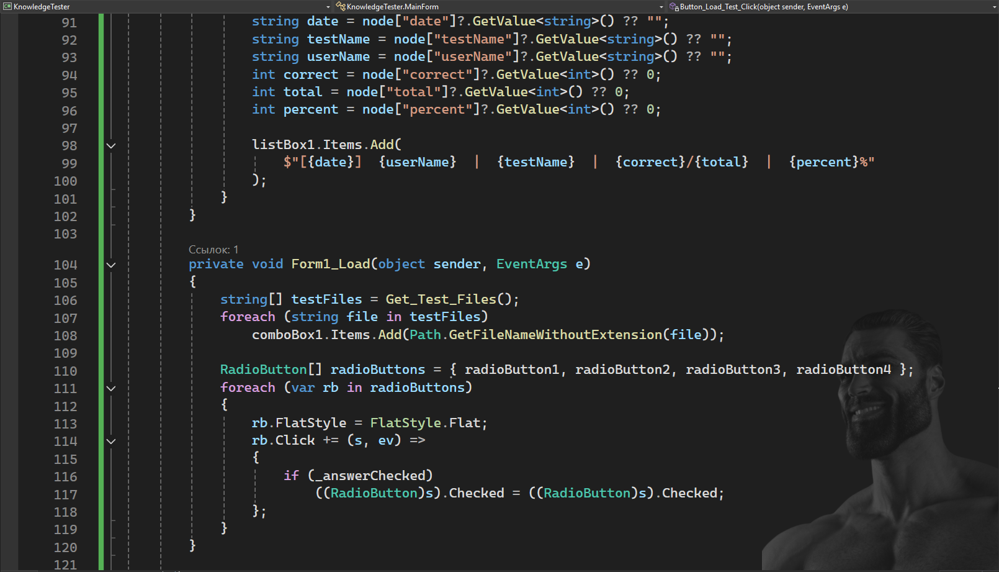 KnowledgeTester KnowledgeTester.MainForm Button_Load_Test_Click(object sender, EventArgs e)
91 string date = node["date"]?.GetValue<string>() ?? "";
92 string testName = node["testName"]?.GetValue<string>() ?? "";
93 string userName = node["userName"]?.GetValue<string>() ?? "";
94 int correct = node["correct"]?.GetValue<int>() ?? 0;
95 int total = node["total"]?.GetValue<int>() ?? 0;
96 int percent = node["percent"]?.GetValue<int>() ?? 0;
97
98 listBox1.Items.Add(
99 $"[{date}]  {userName}  |  {testName}  |  {correct}/{total}  |  {percent}%"
100 );
101 }
102 }
103
Ссылок: 1
104 private void Form1_Load(object sender, EventArgs e)
105 {
106 string[] testFiles = Get_Test_Files();
107 foreach (string file in testFiles)
108 comboBox1.Items.Add(Path.GetFileNameWithoutExtension(file));
109
110 RadioButton[] radioButtons = { radioButton1, radioButton2, radioButton3, radioButton4 };
111 foreach (var rb in radioButtons)
112 {
113 rb.FlatStyle = FlatStyle.Flat;
114 rb.Click += (s, ev) =>
115 {
116 if (_answerChecked)
117 ((RadioButton)s).Checked = ((RadioButton)s).Checked;
118 };
119 }
120 }
121